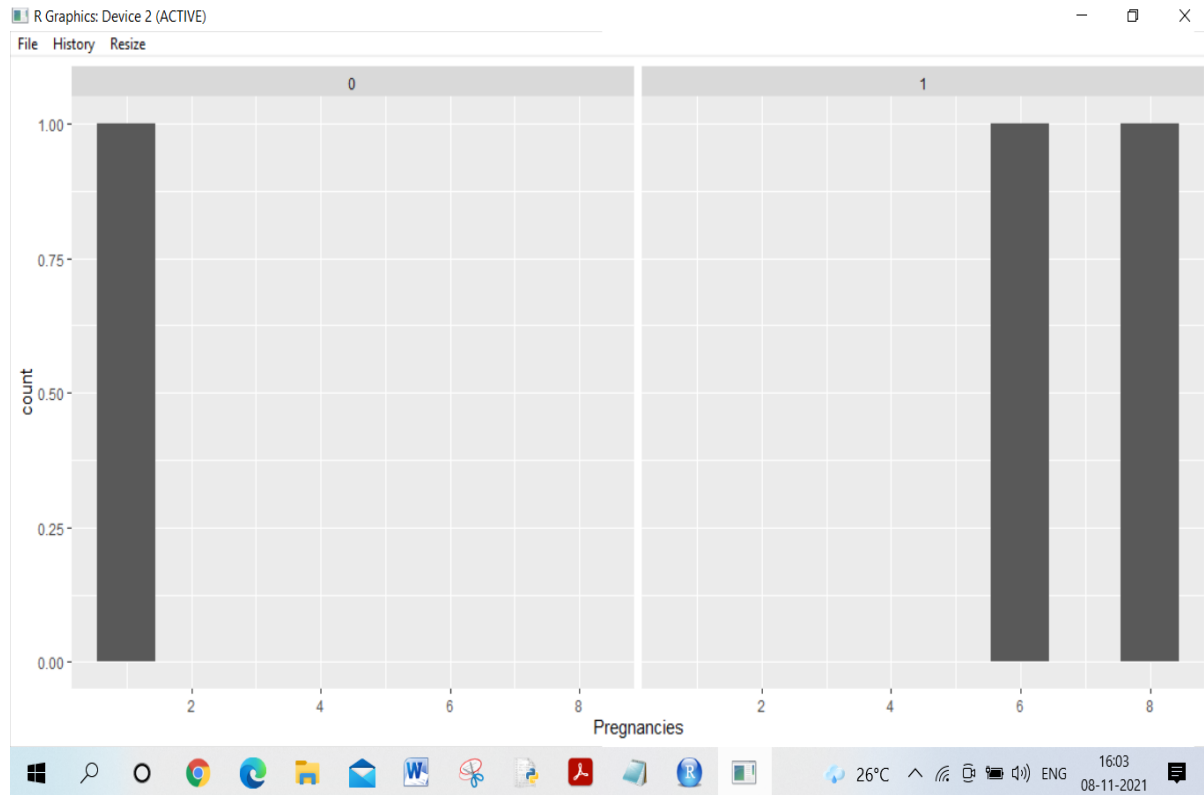 R Graphics: Device 2 (ACTIVE)
File History Resize
0 1
1.00
0.75
0.50
0.25
0.00
count
2 4 6 8 2 4 6 8
Pregnancies
26°C ENG 16:03
08-11-2021